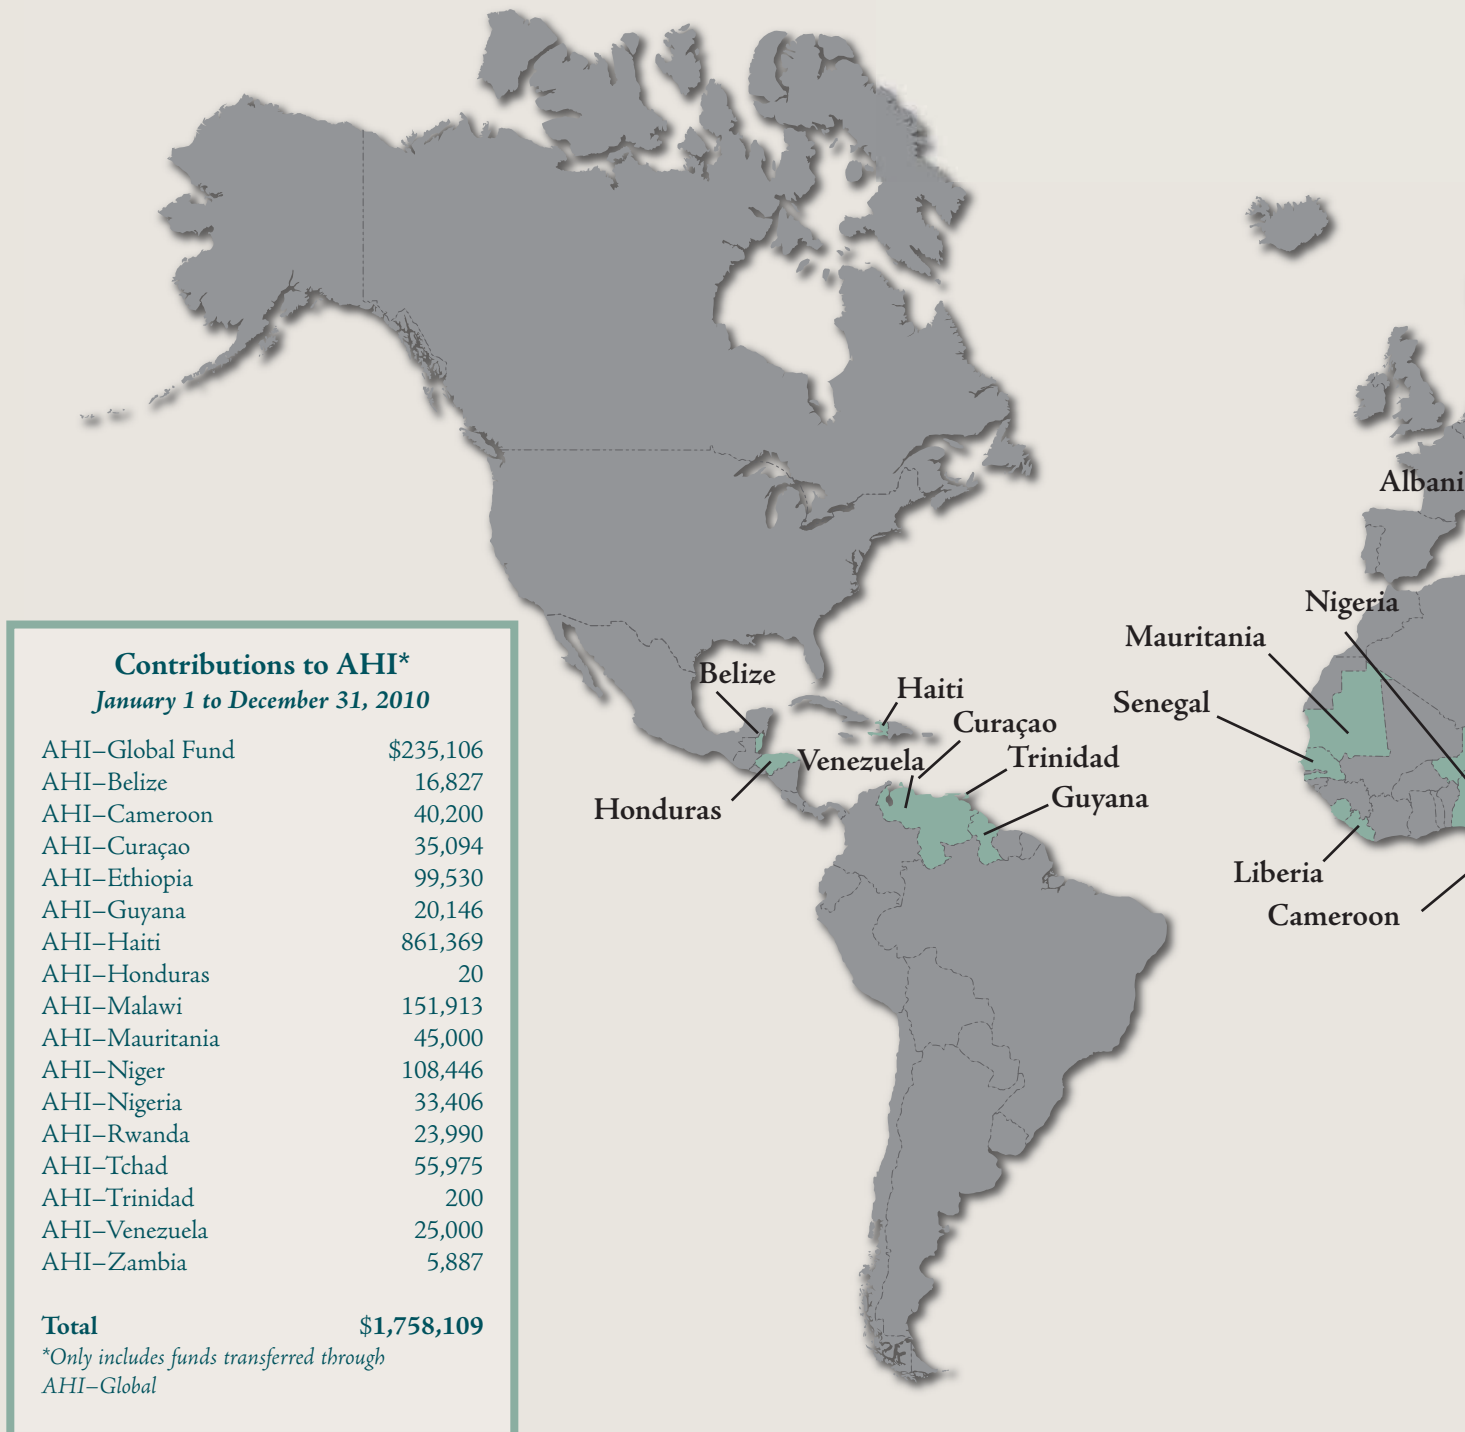 Albani
Nigeria
Mauritania
Belize
Haiti
Senegal
Curaçao
Venezuela
Trinidad
Guyana
Honduras
Liberia
Cameroon
Contributions to AHI*
January 1 to December 31, 2010
AHI–Global Fund $235,106
AHI–Belize 16,827
AHI–Cameroon 40,200
AHI–Curaçao 35,094
AHI–Ethiopia 99,530
AHI–Guyana 20,146
AHI–Haiti 861,369
AHI–Honduras 20
AHI–Malawi 151,913
AHI–Mauritania 45,000
AHI–Niger 108,446
AHI–Nigeria 33,406
AHI–Rwanda 23,990
AHI–Tchad 55,975
AHI–Trinidad 200
AHI–Venezuela 25,000
AHI–Zambia 5,887
Total $1,758,109
*Only includes funds transferred through
AHI–Global